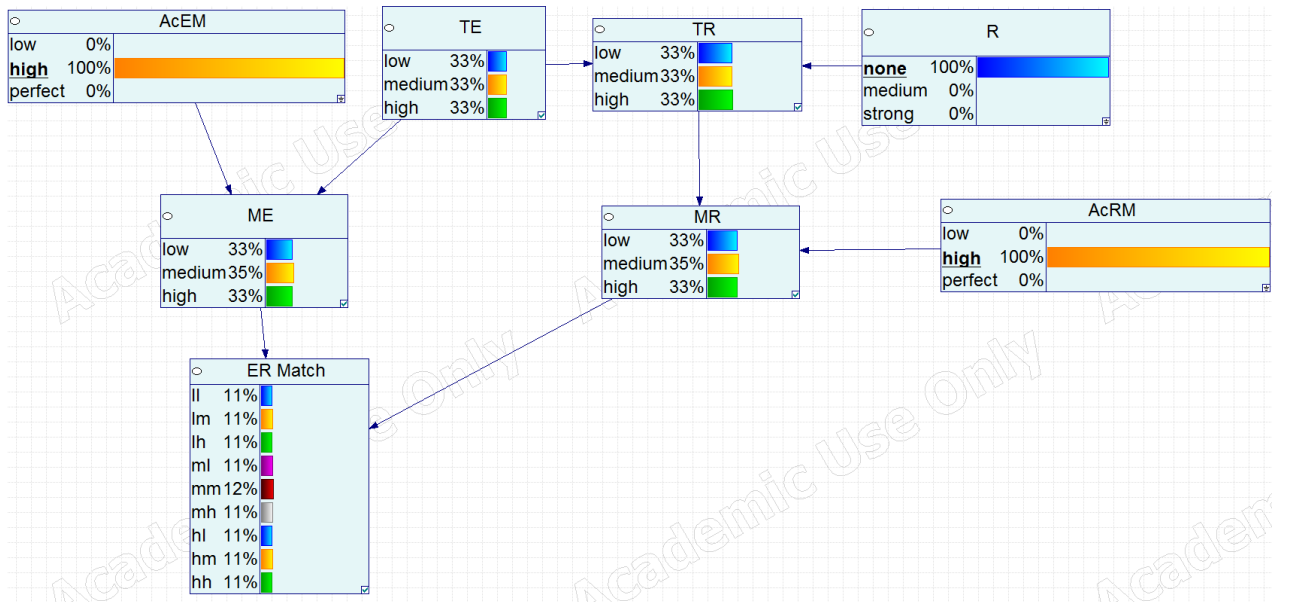 AcEM
low 0%
high 100%
perfect 0%
TE
low 33%
medium 33%
high 33%
TR
low 33%
medium 33%
high 33%
R
none 100%
medium 0%
strong 0%
ME
low 33%
medium 35%
high 33%
MR
low 33%
medium 35%
high 33%
AcRM
low 0%
high 100%
perfect 0%
ER Match
ll 11%
lm 11%
lh 11%
ml 11%
mm 12%
mh 11%
hl 11%
hm 11%
hh 11%
Academic Use Only
Academic Use Only
Academic Use Only